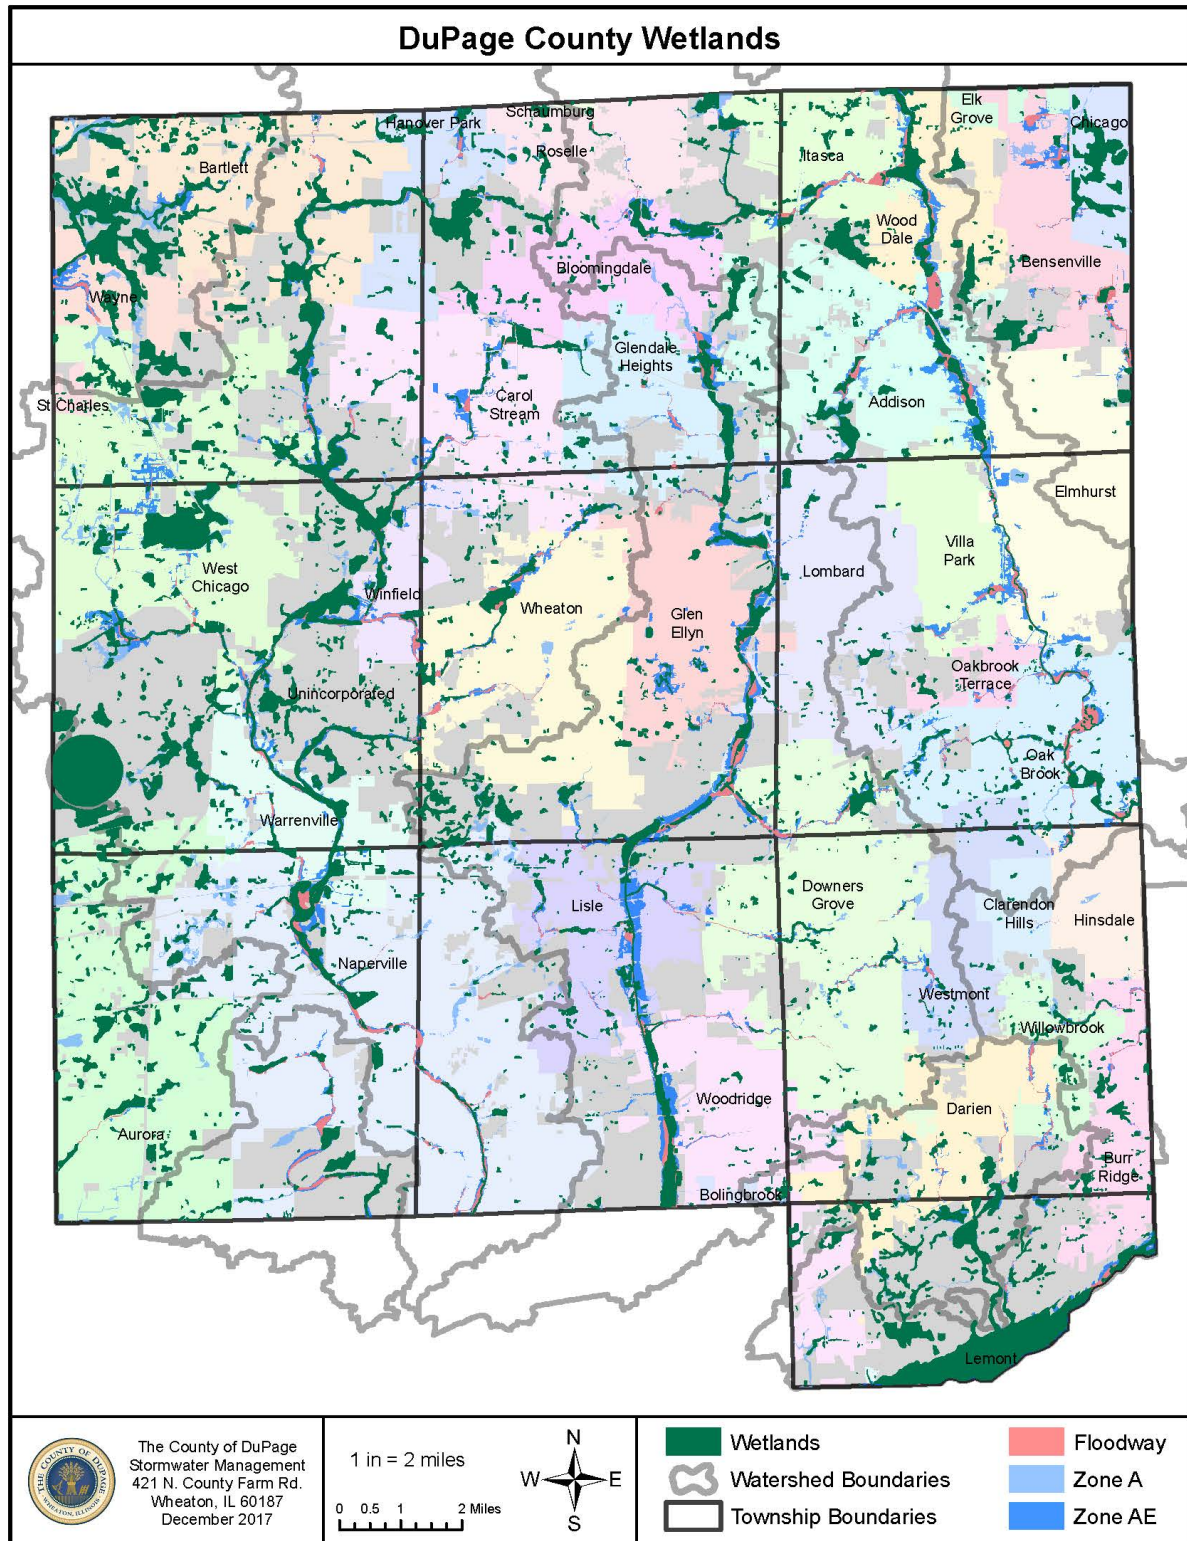 DuPage County Wetlands
Elk
Grove
Schaumburg
Hanover Park
Chicago
Roselle
Itasca
Bartlett
Wood
Dale
Bensenville
Bloomingdale
Wayne
Glendale
Heights
Carol
Stream
Addison
St Charles
Elmhurst
Villa
Park
West
Chicago
Lombard
Winfield
Wheaton
Glen
Ellyn
Oakbrook
Terrace
Unincorporated
Oak
Brook
Warrenville
Downers
Grove
Lisle
Clarendon
Hills
Hinsdale
Naperville
Westmont
Willowbrook
Woodridge
Darien
Aurora
Burr
Ridge
Bolingbrook
Lemont
THE COUNTY OF DUPAGE
WHEATON, ILLINOIS
The County of DuPage
Stormwater Management
421 N. County Farm Rd.
Wheaton, IL 60187
December 2017
1 in = 2 miles
0 0.5 1 2 Miles
N
W E
S
Wetlands
Watershed Boundaries
Township Boundaries
Floodway
Zone A
Zone AE